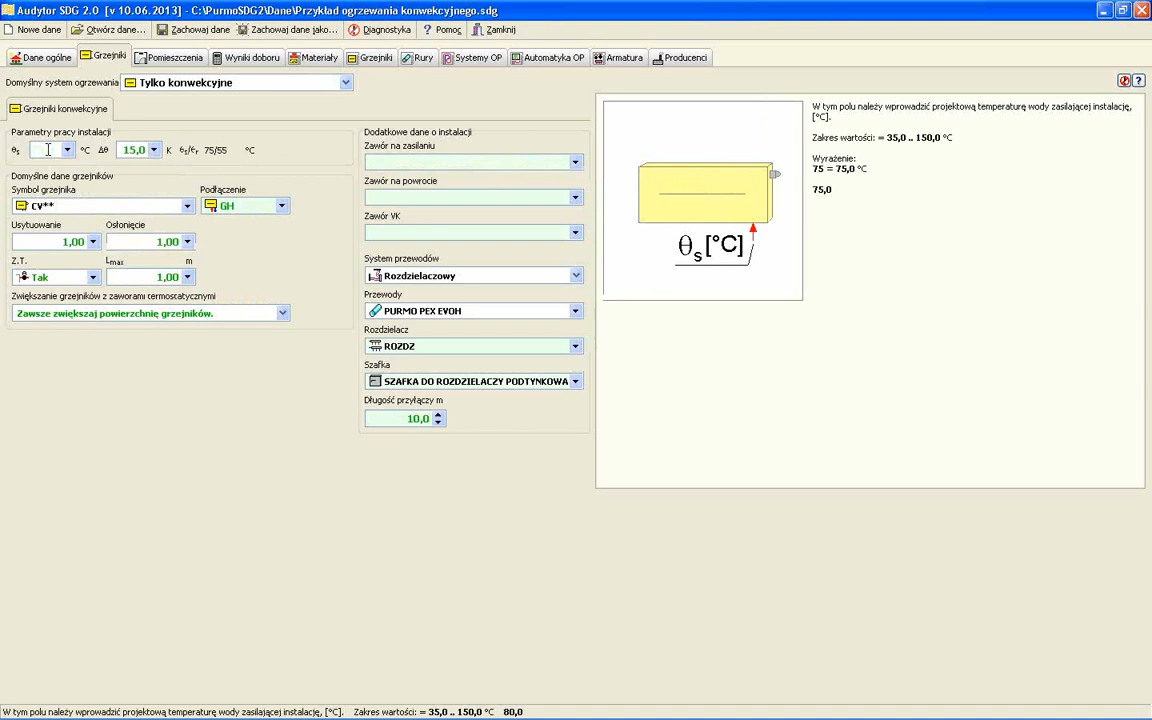 Audytor SDG 2.0 [v 10.06.2013] - C:\PurmoSDG2\Dane\Przykład ogrzewania konwekcyjnego.sdg
Nowe dane Otwórz dane... Zachowaj dane Zachowaj dane jako... Diagnostyka Pomoc Zamknij
Dane ogólne Grzejniki Pomieszczenia Wyniki doboru Materiały Grzejniki Rury Systemy OP Automatyka OP Armatura Producenci
Domyślny system ogrzewania Tylko konwekcyjne
Grzejniki konwekcyjne
Parametry pracy instalacji
θs °C Δθ 15,0 K θs/θr 75/55 °C
Domyślne dane grzejników
Symbol grzejnika Podłączenie
CV** GH
Usytuowanie Osłonięcie
1,00 1,00
Z.T. Lmax m
Tak 1,00
Zwiększanie grzejników z zaworami termostatycznymi
Zawsze zwiększaj powierzchnię grzejników.
Dodatkowe dane o instalacji
Zawór na zasilaniu
Zawór na powrocie
Zawór VK
System przewodów
Rozdzielaczowy
Przewody
PURMO PEX EVOH
Rozdzielacz
ROZDZ
Szafka
SZAFKA DO ROZDZIELACZY PODTYNKOWA
Długość przyłączy m
10,0
θs[°C]
W tym polu należy wprowadzić projektową temperaturę wody zasilającej instalację,
[°C].
Zakres wartości: = 35,0 .. 150,0 °C
Wyrażenie:
75 = 75,0 °C
75,0
W tym polu należy wprowadzić projektową temperaturę wody zasilającej instalację, [°C]. Zakres wartości: = 35,0 .. 150,0 °C 80,0